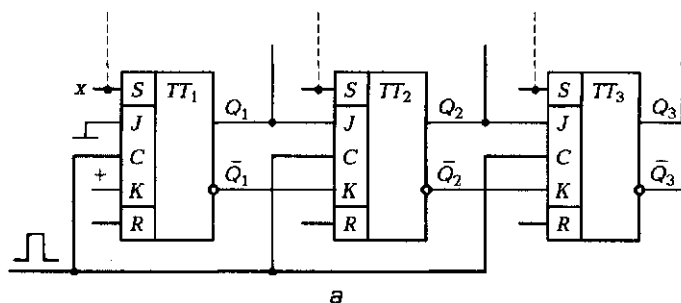 x S TT₁ S TT₂ S TT₃
J Q₁ J Q₂ J Q₃
C C C
+ K Q̄₁ K Q̄₂ K Q̄₃
R R R
a